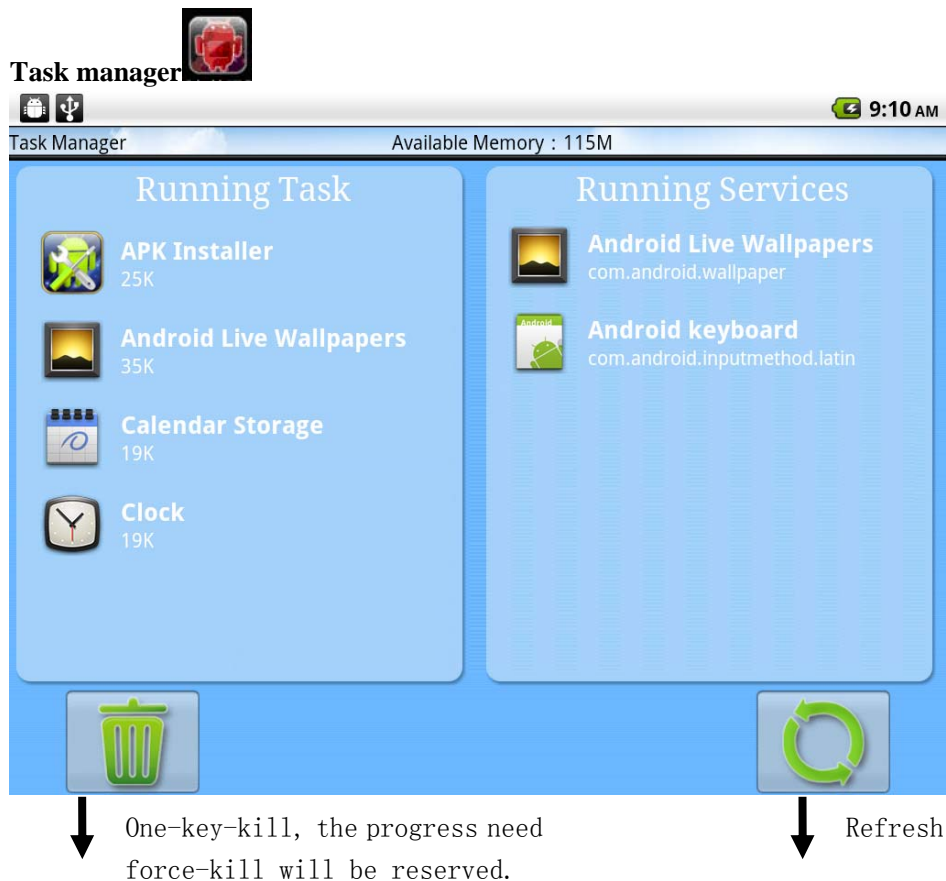 Task manager
9:10 AM
Task Manager
Available Memory : 115M
Running Task
APK Installer
25K
Android Live Wallpapers
35K
Calendar Storage
19K
Clock
19K
Running Services
Android Live Wallpapers
com.android.wallpaper
Android
Android keyboard
com.android.inputmethod.latin
One-key-kill, the progress need
force-kill will be reserved.
Refresh